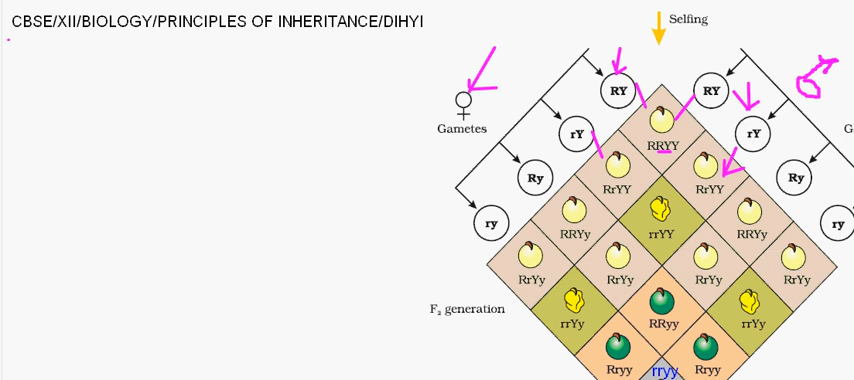 CBSE/XII/BIOLOGY/PRINCIPLES OF INHERITANCE/DIHYI
Selfing
RY RY
Gametes rY RRYY rY G
Ry RrYY RrYY Ry
ry RRYy rrYY RRYy ry
RrYy RrYy RrYy RrYy
F₂ generation
rrYy RRyy rrYy
Rryy rryy Rryy